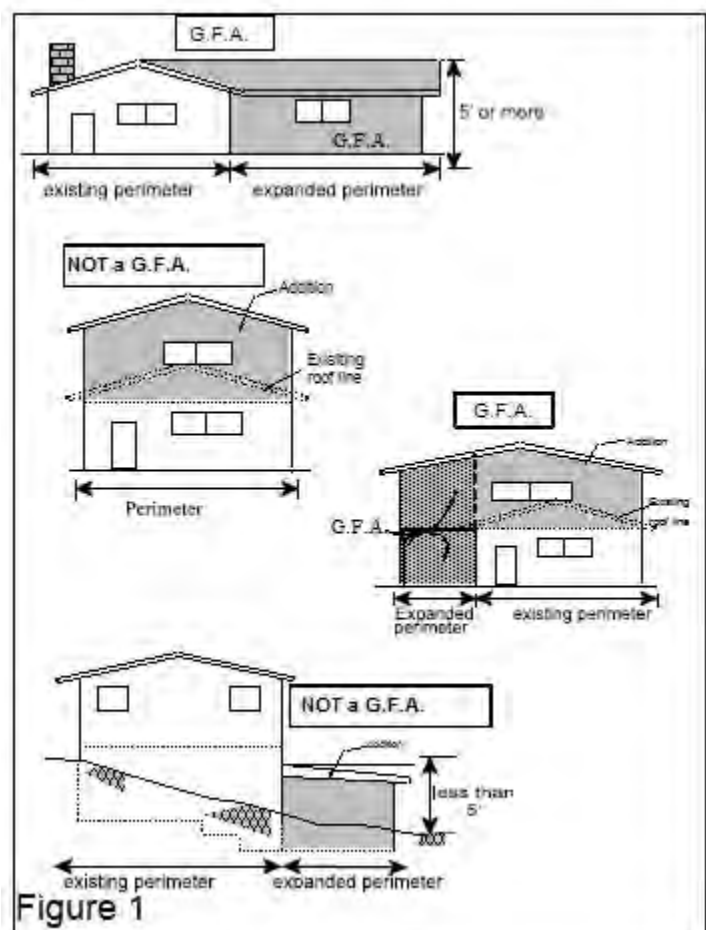 G.F.A.
5' or more
G.F.A.
existing perimeter
expanded perimeter
NOT a G.F.A.
Addition
Existing
roof line
Perimeter
G.F.A.
Addition
Existing
roof line
G.F.A.
Expanded
perimeter
existing perimeter
NOT a G.F.A.
addition
less than
5'
existing perimeter
expanded perimeter
Figure 1